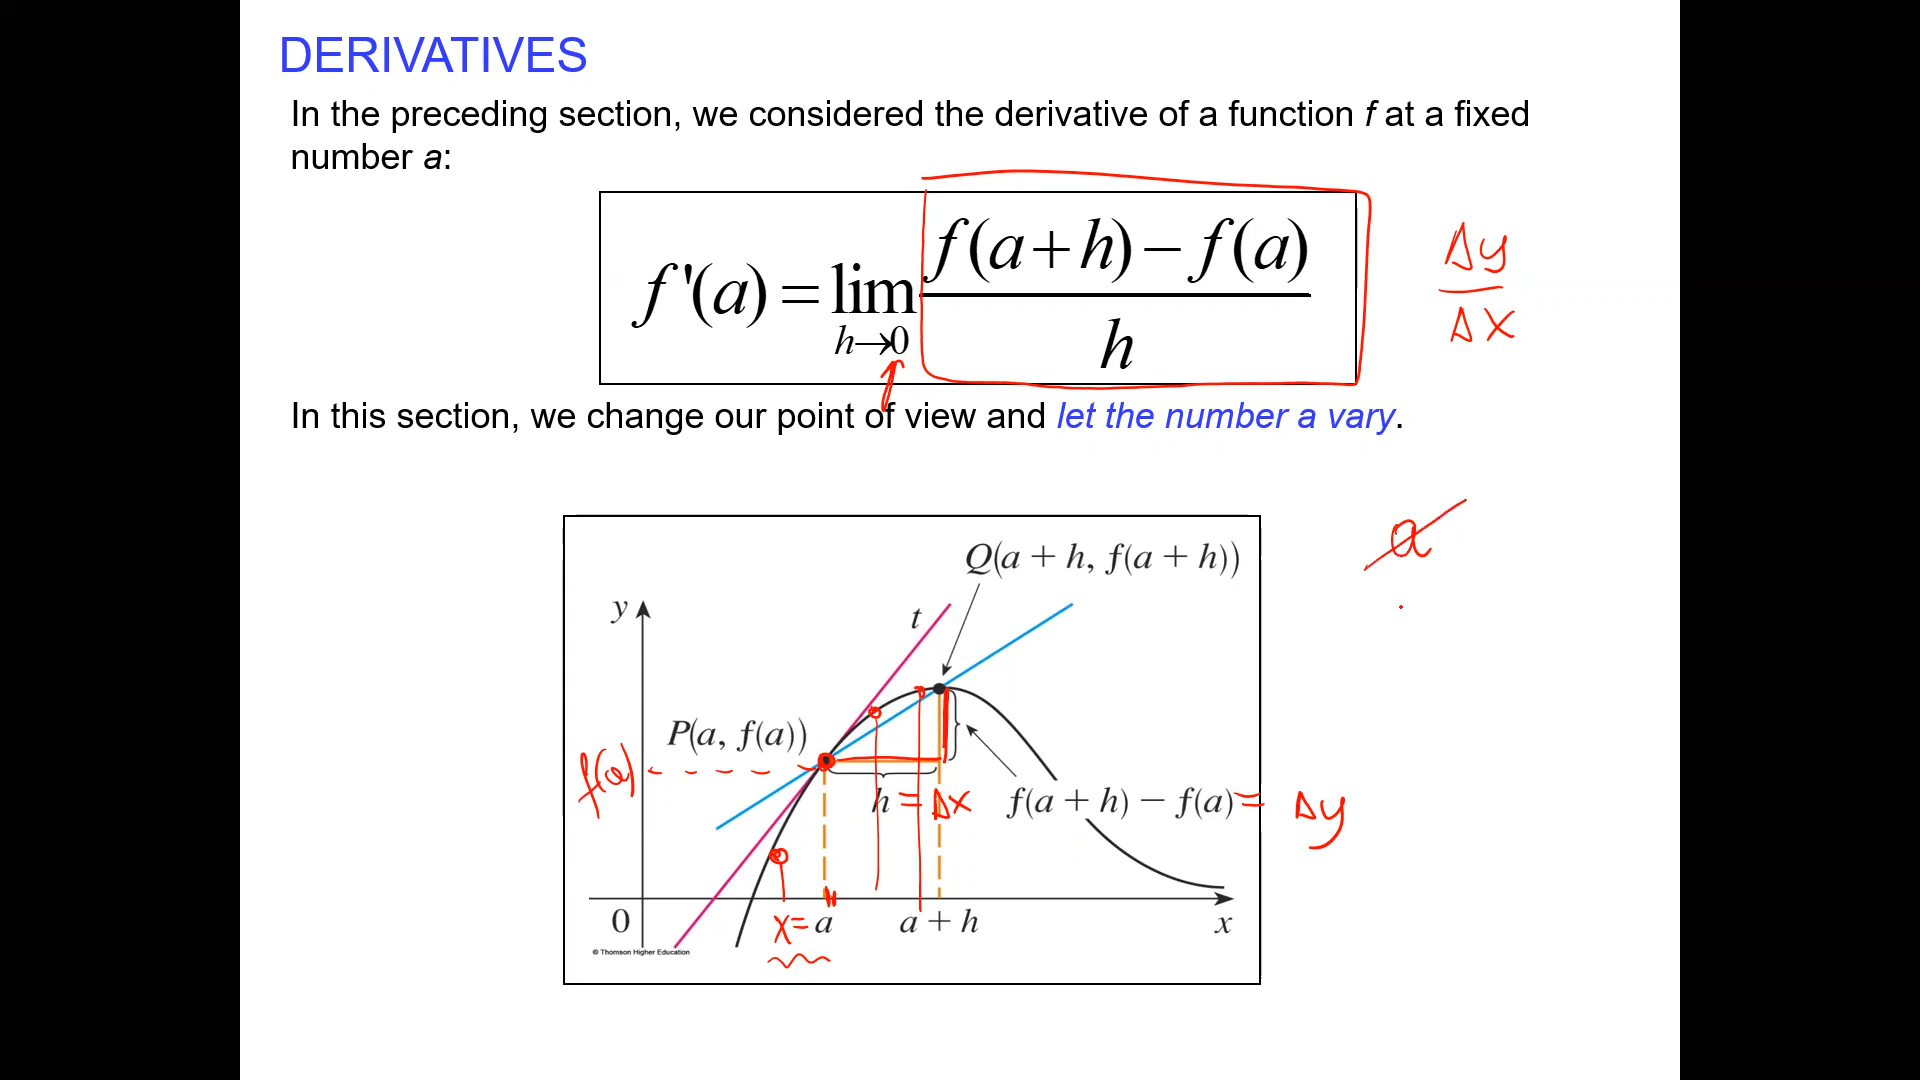 DERIVATIVES
In the preceding section, we considered the derivative of a function f at a fixed
number a:
f'(a) = lim h→0 f(a+h) − f(a) / h
Δy / Δx
In this section, we change our point of view and let the number a vary.
a
Q(a + h, f(a + h))
y
t
P(a, f(a))
f(a)
h = Δx
f(a + h) − f(a) = Δy
0
x = a
a + h
x
© Thomson Higher Education